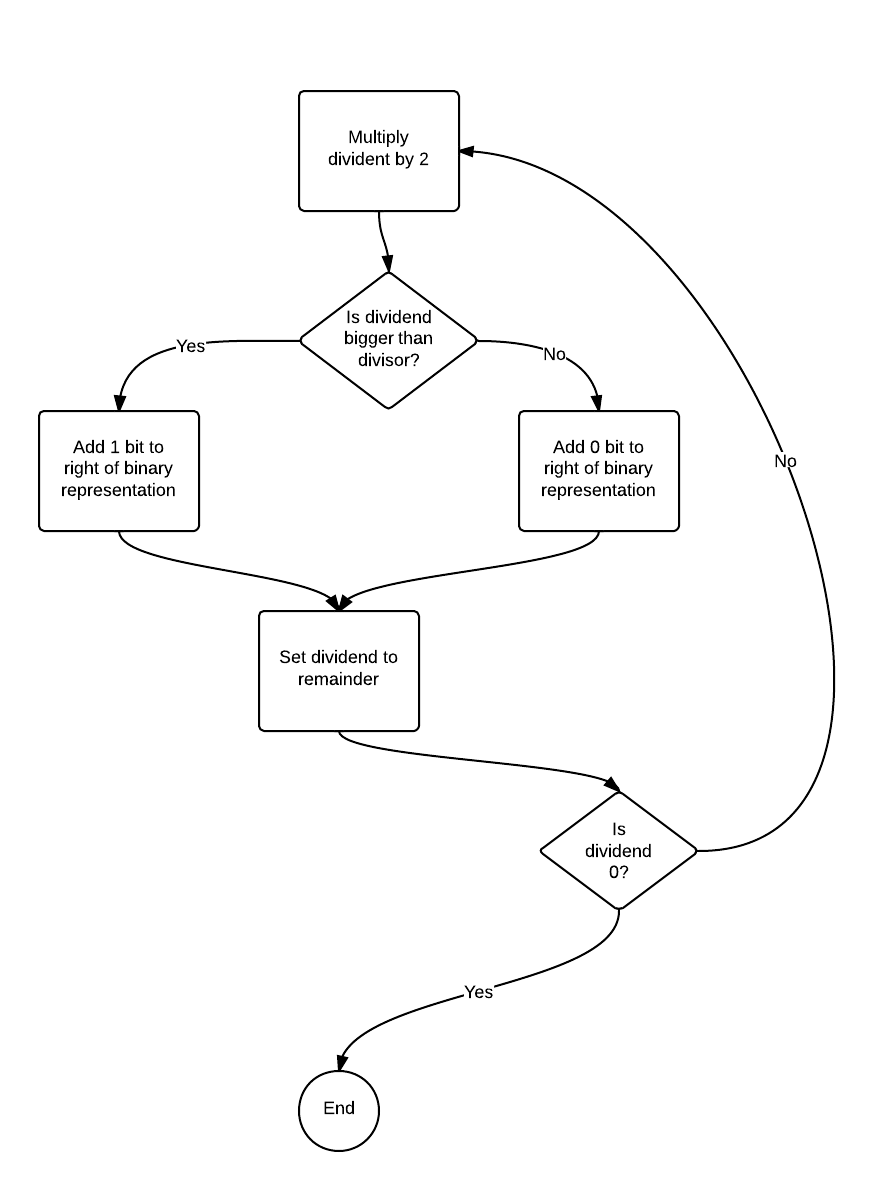 Multiply
divident by 2
Is dividend
bigger than
divisor?
Yes
No
Add 1 bit to
right of binary
representation
Add 0 bit to
right of binary
representation
No
Set dividend to
remainder
Is
dividend
0?
Yes
End